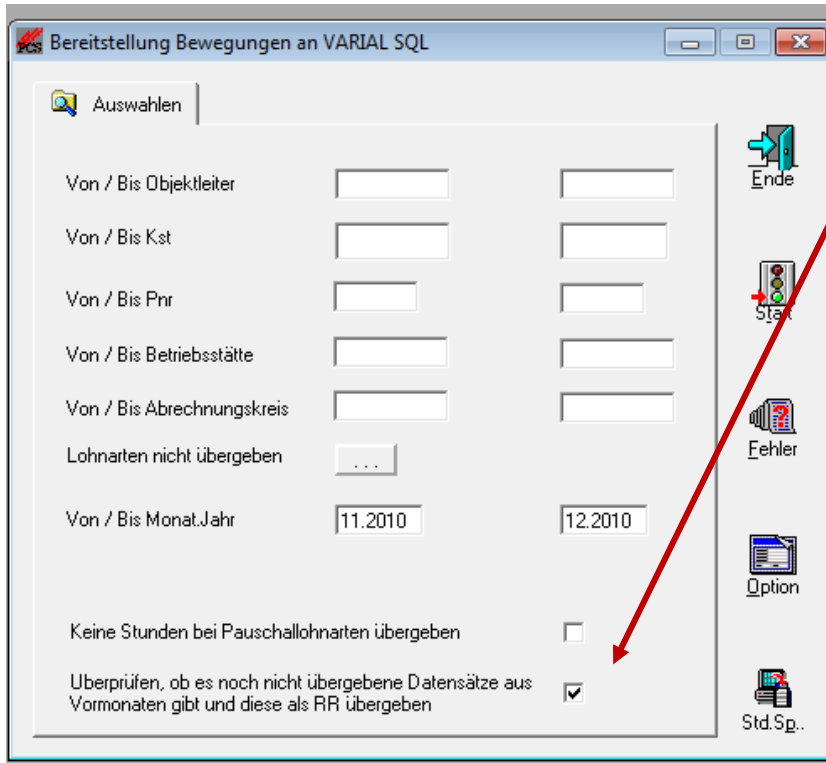 PCS Bereitstellung Bewegungen an VARIAL SQL
Auswahlen
Von / Bis Objektleiter
Von / Bis Kst
Von / Bis Pnr
Von / Bis Betriebsstätte
Von / Bis Abrechnungskreis
Lohnarten nicht übergeben ...
Von / Bis Monat.Jahr 11.2010 12.2010
Keine Stunden bei Pauschallohnarten übergeben
Überprüfen, ob es noch nicht übergebene Datensätze aus
Vormonaten gibt und diese als RR übergeben
Ende
Start
Fehler
Option
Std.Sp..